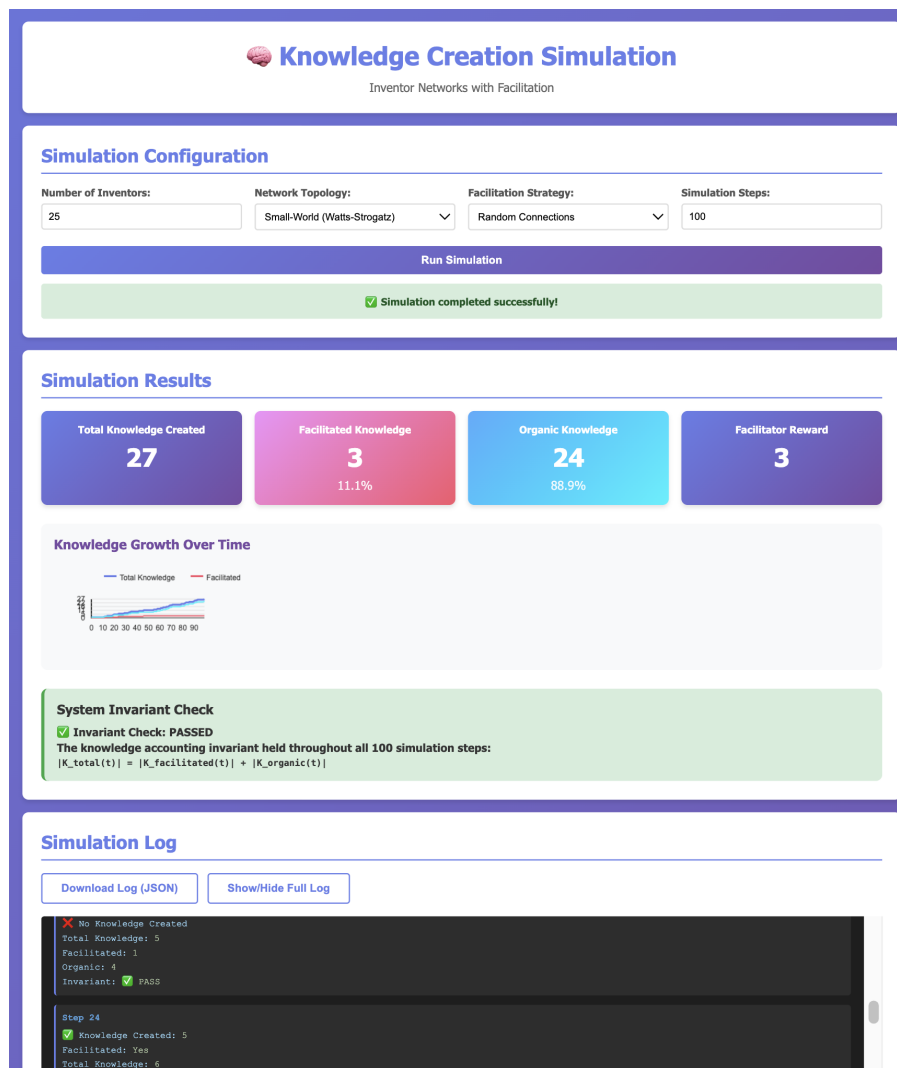 🧠 Knowledge Creation Simulation
Inventor Networks with Facilitation
Simulation Configuration
Number of Inventors:
25
Network Topology:
Small-World (Watts-Strogatz)
Facilitation Strategy:
Random Connections
Simulation Steps:
100
Run Simulation
✅ Simulation completed successfully!
Simulation Results
Total Knowledge Created
27
Facilitated Knowledge
3
11.1%
Organic Knowledge
24
88.9%
Facilitator Reward
3
Knowledge Growth Over Time
Total Knowledge Facilitated
27
0
0 10 20 30 40 50 60 70 80 90
System Invariant Check
✅ Invariant Check: PASSED
The knowledge accounting invariant held throughout all 100 simulation steps:
|K_total(t)| = |K_facilitated(t)| + |K_organic(t)|
Simulation Log
Download Log (JSON) Show/Hide Full Log
❌ No Knowledge Created
Total Knowledge: 5
Facilitated: 1
Organic: 4
Invariant: ✅ PASS
Step 24
✅ Knowledge Created: 5
Facilitated: Yes
Total Knowledge: 6